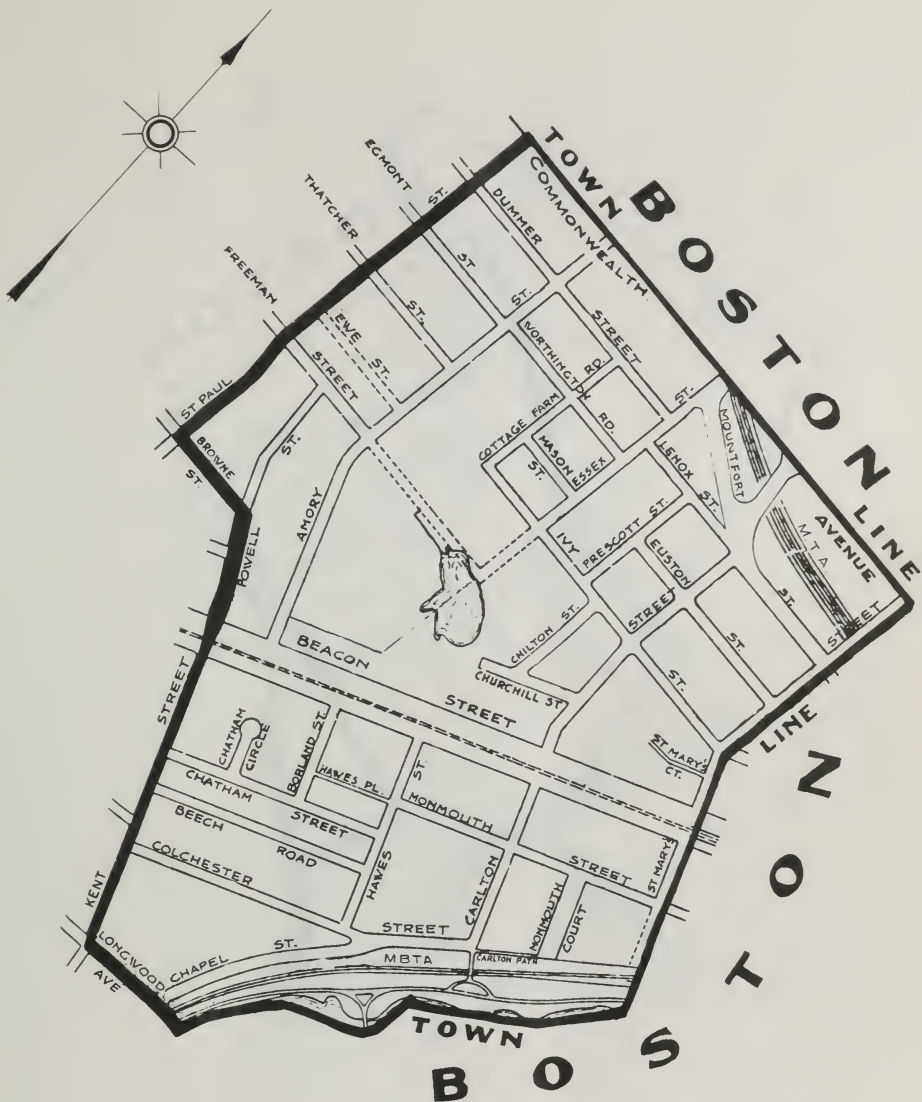 TOWN
BOSTON
LINE
COMMONWEALTH
AVENUE
EGMONT
ST.
DUMMER
STREET
THATCHER
ST.
ST
FREEMAN
STREET
EWE
ST.
ST.
ST PAUL
BROWNE
ST.
WORTHINGTON
RD.
COTTAGE FARM
RD.
MASON
ST.
ESSEX
ST.
LENOX
ST.
MOUNTFORT
ST.
M T A
AMORY
ST.
POWELL
IVY
STREET
PRESCOTT ST.
EUSTON
ST.
ST.
CHILTON ST.
CHURCHILL ST
BEACON
STREET
STREET
LINE
ST MARY'S
CT.
CHATHAM
CIRCLE
BORLAND ST.
HAWES PL.
ST.
MONMOUTH
STREET
CHATHAM
STREET
BEECH
ROAD
COLCHESTER
STREET
HAWES
CARLTON
MONMOUTH
COURT
ST MARY'S
STREET
KENT
LONGWOOD
AVE
CHAPEL
ST.
MBTA
CARLTON PATH
TOWN
BOSTON